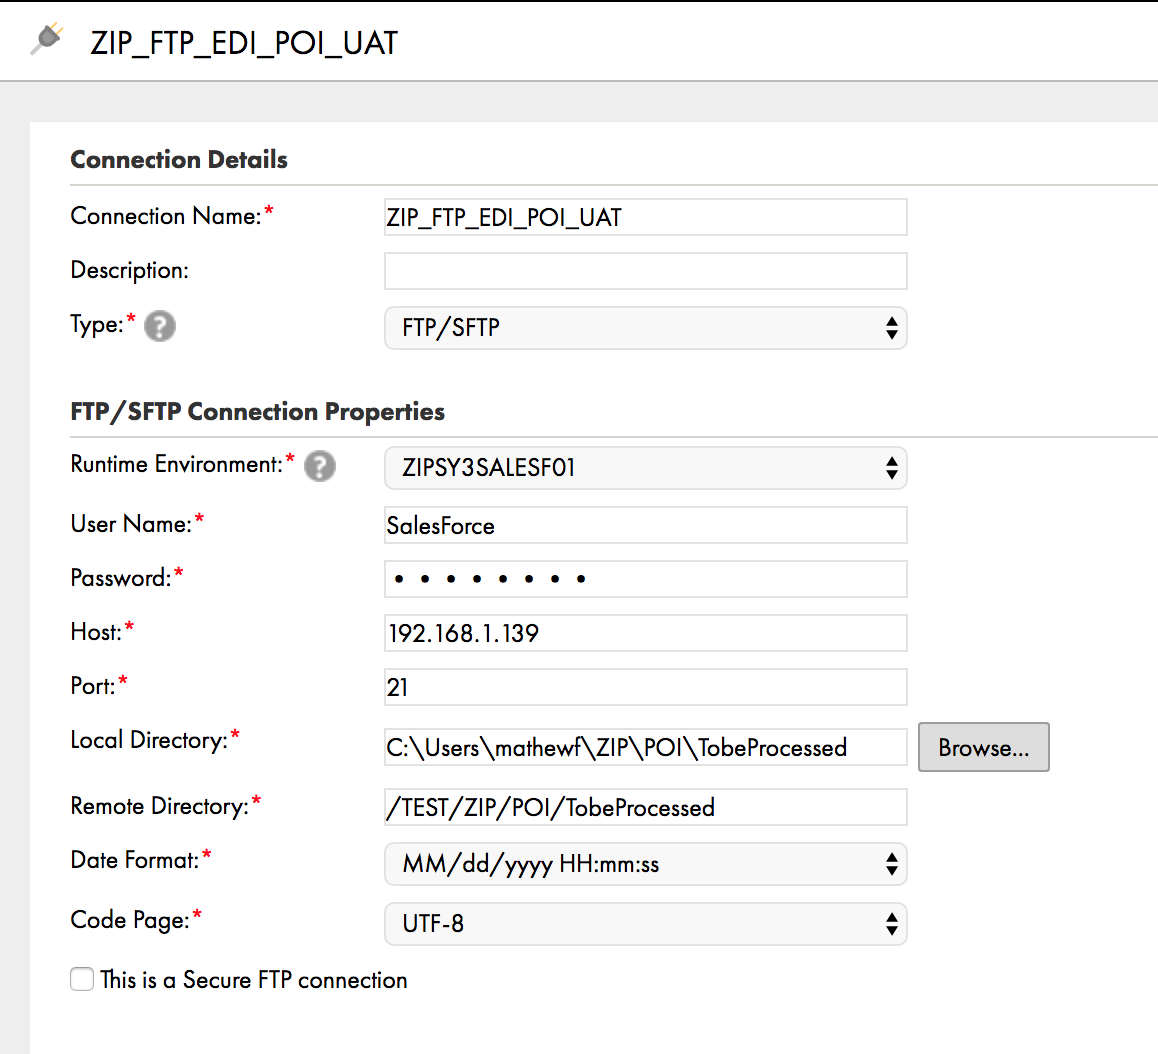 ZIP_FTP_EDI_POI_UAT
Connection Details
Connection Name:* ZIP_FTP_EDI_POI_UAT
Description:
Type:* ? FTP/SFTP
FTP/SFTP Connection Properties
Runtime Environment:* ? ZIPSY3SALESF01
User Name:* SalesForce
Password:* • • • • • • • •
Host:* 192.168.1.139
Port:* 21
Local Directory:* C:\Users\mathewf\ZIP\POI\TobeProcessed Browse...
Remote Directory:* /TEST/ZIP/POI/TobeProcessed
Date Format:* MM/dd/yyyy HH:mm:ss
Code Page:* UTF-8
This is a Secure FTP connection